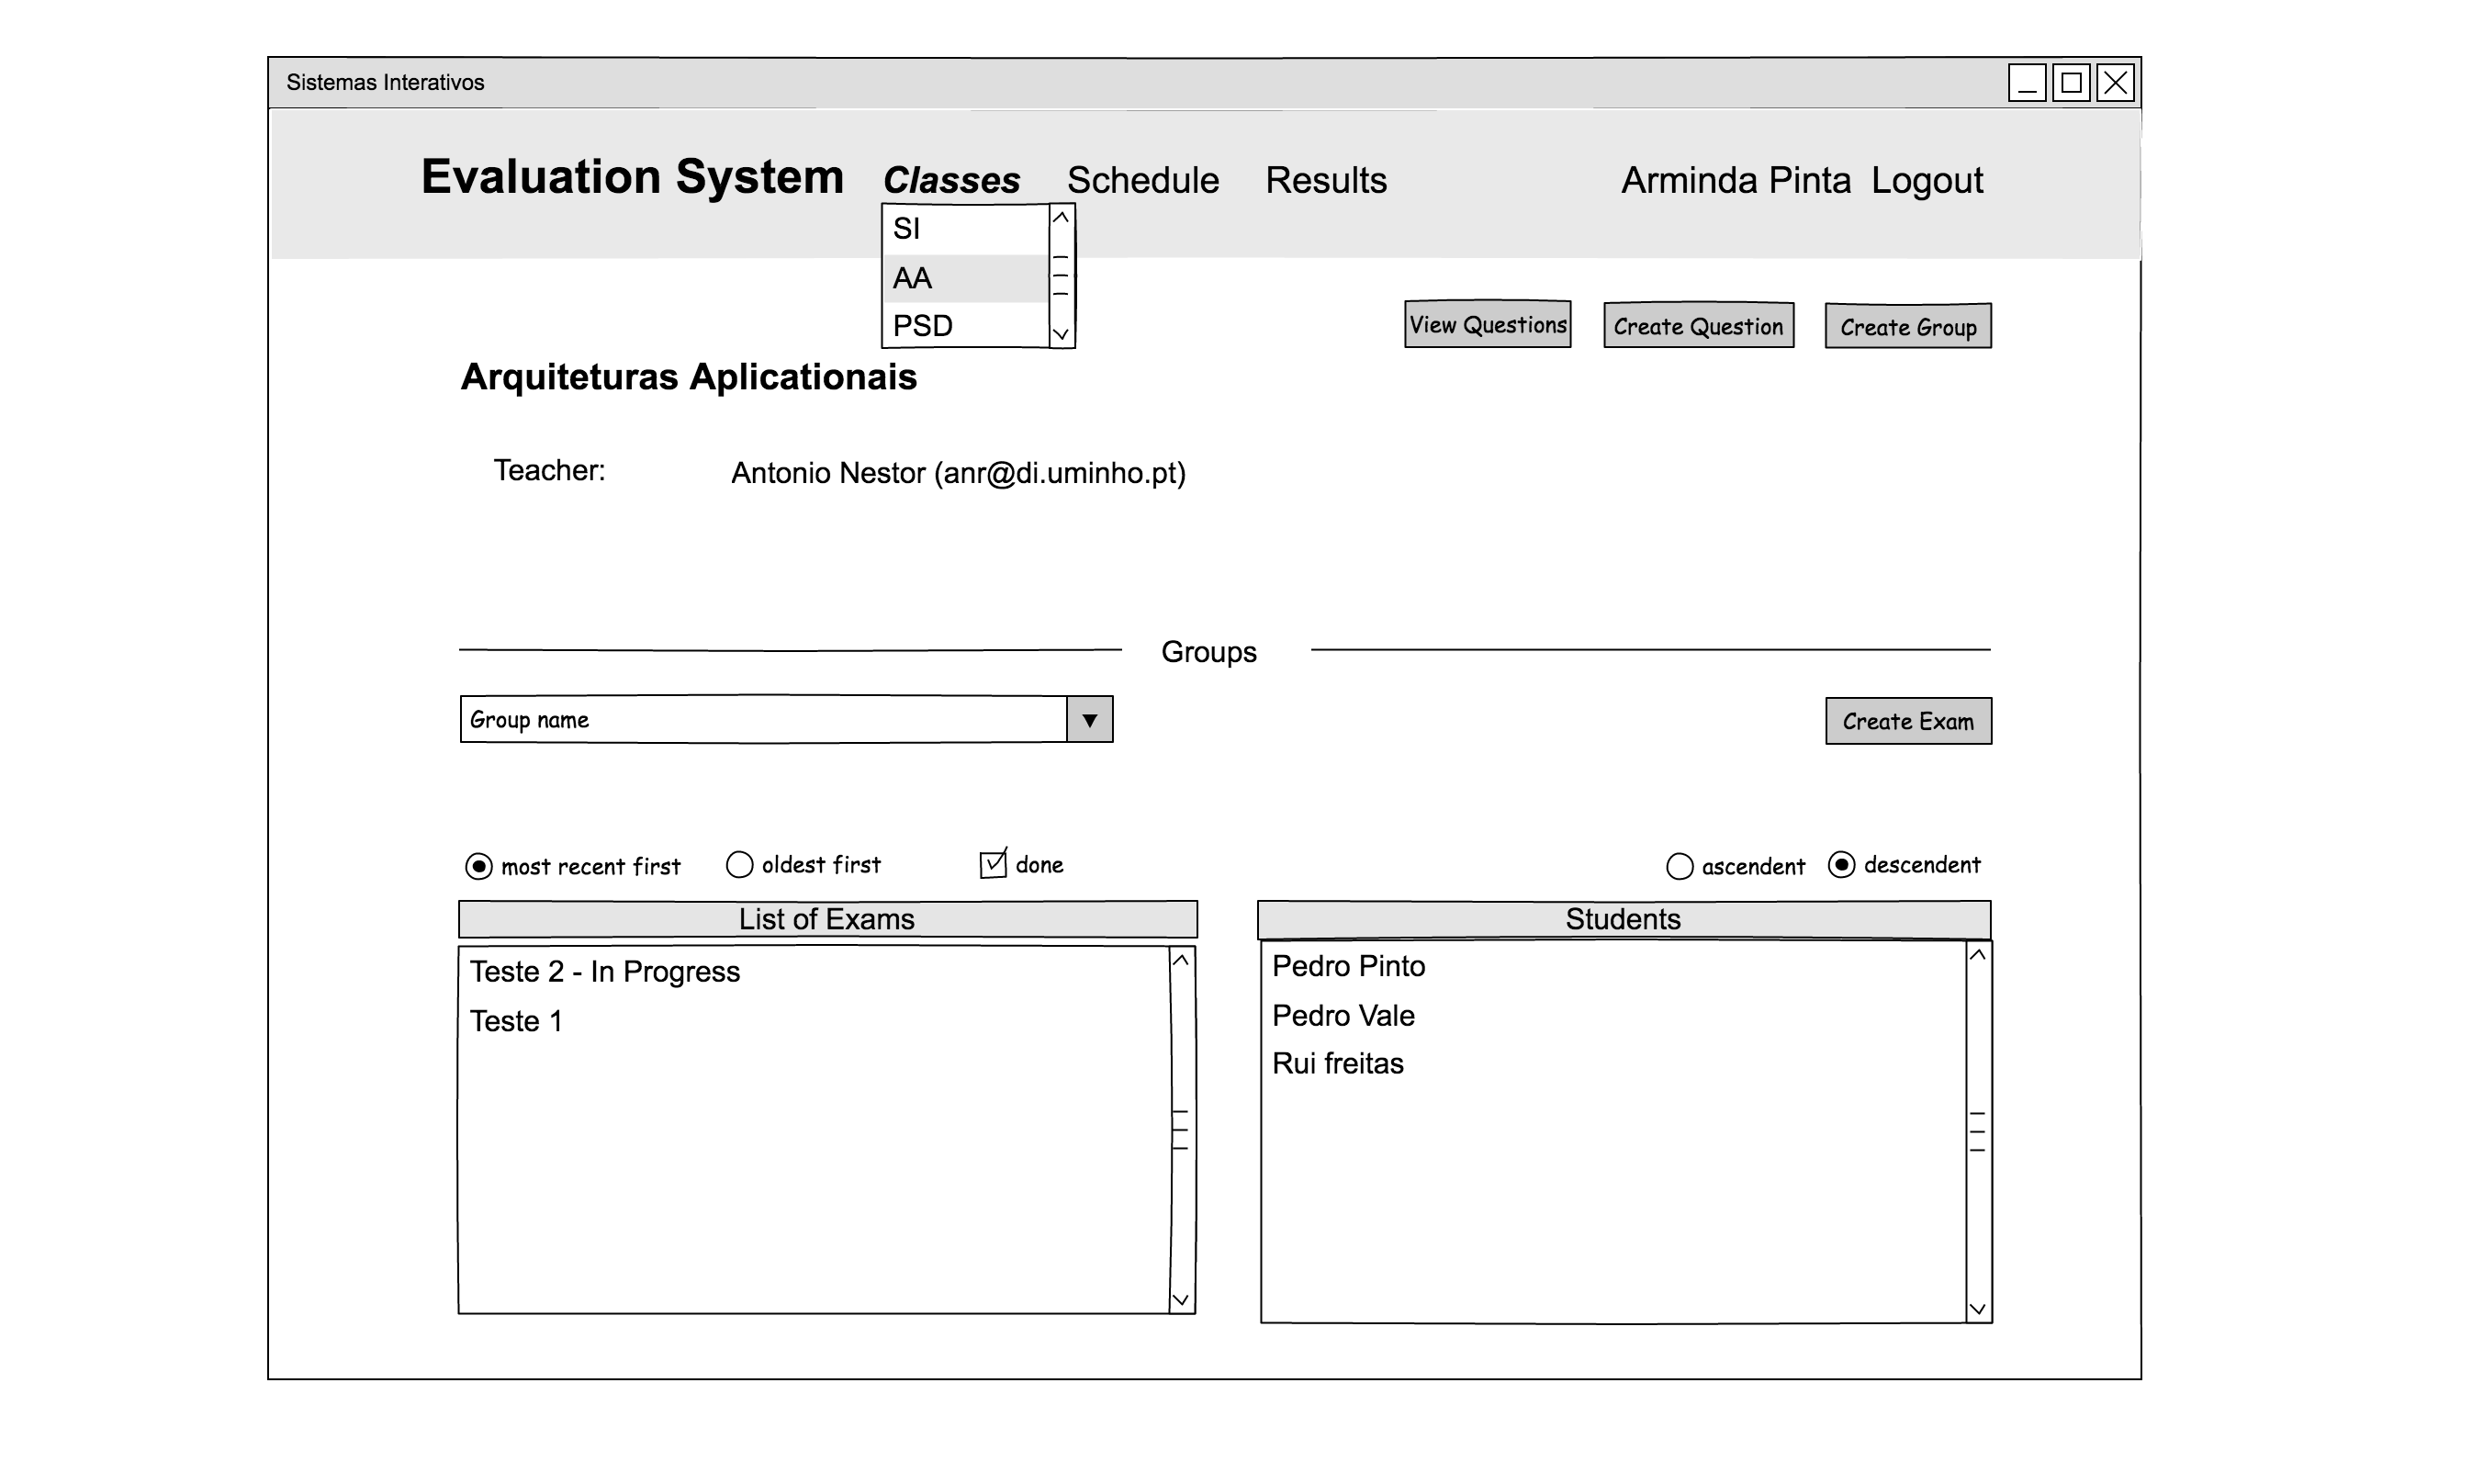 Sistemas Interativos
Evaluation System Classes Schedule Results Arminda Pinta Logout
SI
AA
PSD
View Questions Create Question Create Group
Arquiteturas Aplicationais
Teacher: Antonio Nestor (anr@di.uminho.pt)
Groups
Group name
Create Exam
most recent first oldest first done
ascendent descendent
List of Exams
Teste 2 - In Progress
Teste 1
Students
Pedro Pinto
Pedro Vale
Rui freitas